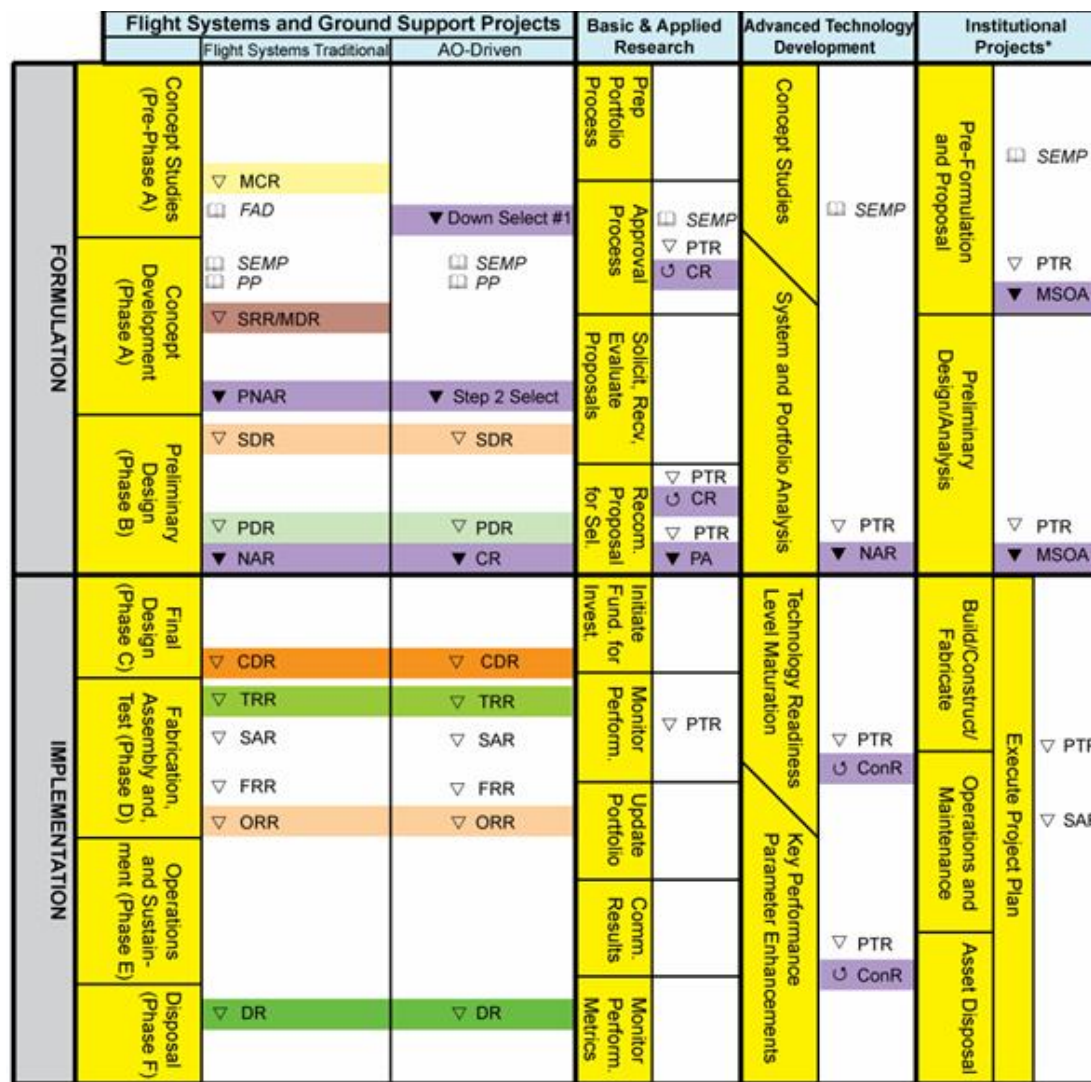 Flight Systems and Ground Support Projects
Flight Systems Traditional
AO-Driven
Basic & Applied
Research
Advanced Technology
Development
Institutional
Projects*
FORMULATION
Concept Studies
(Pre-Phase A)
Concept
Development
(Phase A)
Preliminary
Design
(Phase B)
MCR
FAD
SEMP
PP
SRR/MDR
PNAR
SDR
PDR
NAR
Down Select #1
SEMP
PP
Step 2 Select
SDR
PDR
CR
Prep
Portfolio
Process
Approval
Process
Solicit, Recv,
Evaluate
Proposals
Recom.
Proposal
for Sel.
SEMP
PTR
CR
PTR
CR
PTR
PA
Concept Studies
System and Portfolio Analysis
SEMP
PTR
NAR
Pre-Formulation
and Proposal
Preliminary
Design/Analysis
SEMP
PTR
MSOA
PTR
MSOA
IMPLEMENTATION
Final
Design
(Phase C)
Fabrication,
Assembly and,
Test (Phase D)
Operations
and Sustain-
ment (Phase E)
Disposal
(Phase F)
CDR
TRR
SAR
FRR
ORR
DR
CDR
TRR
SAR
FRR
ORR
DR
Initiate
Fund. for
Invest.
Monitor
Perform.
Update
Portfolio
Comm.
Results
Monitor
Perform.
Metrics
PTR
Technology Readiness
Level Maturation
Key Performance
Parameter Enhancements
PTR
ConR
PTR
ConR
Build/Construct/
Fabricate
Operations and
Maintenance
Asset Disposal
Execute Project Plan
PTR
SAR